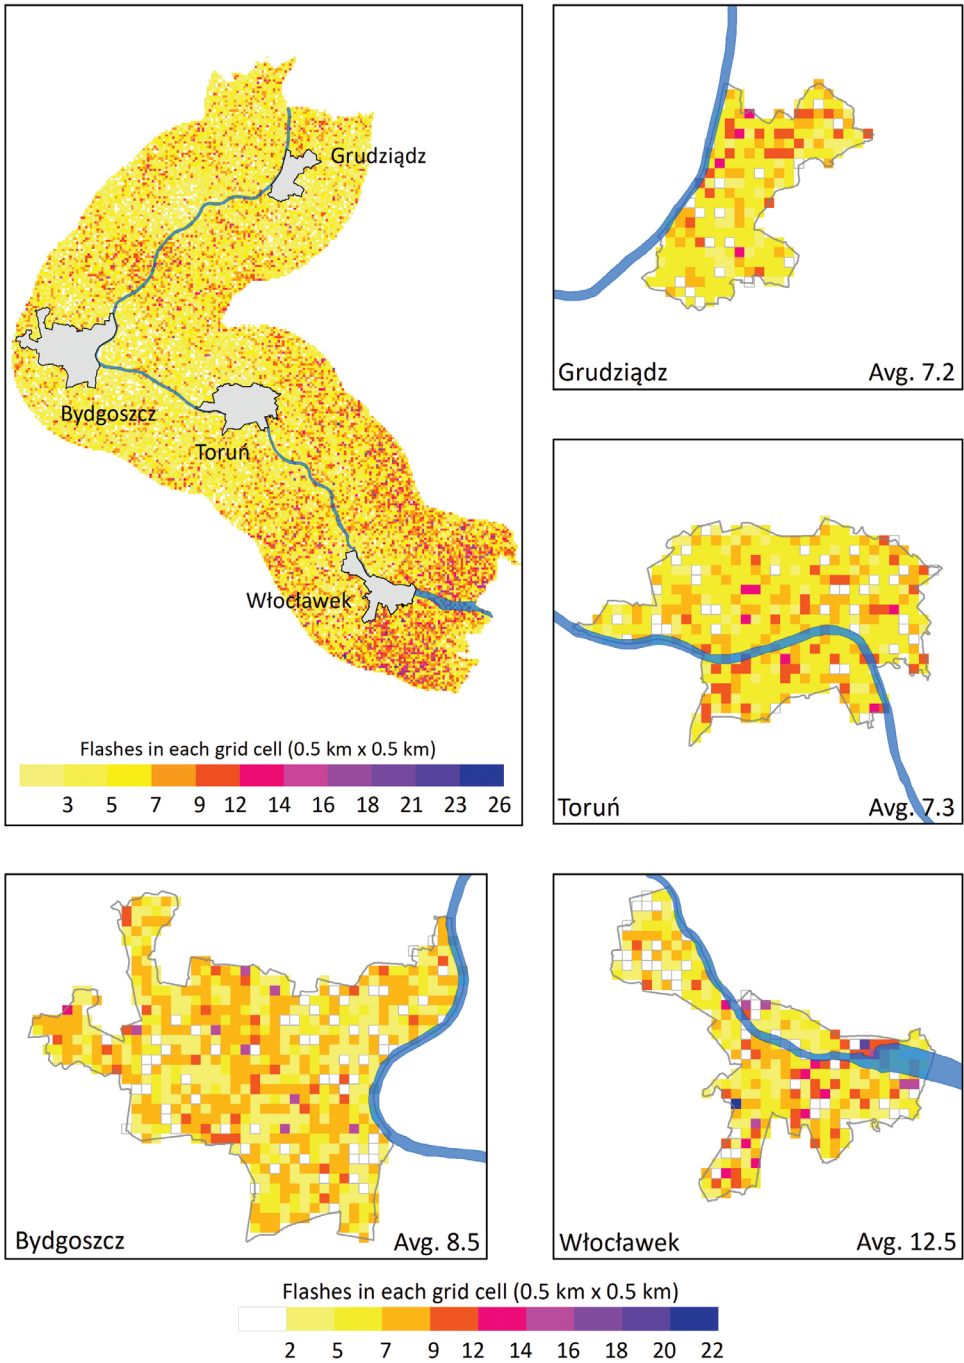 Grudziądz
Bydgoszcz
Toruń
Włocławek
Flashes in each grid cell (0.5 km x 0.5 km)
3 5 7 9 12 14 16 18 21 23 26
Grudziądz Avg. 7.2
Toruń Avg. 7.3
Bydgoszcz Avg. 8.5
Włocławek Avg. 12.5
Flashes in each grid cell (0.5 km x 0.5 km)
2 5 7 9 12 14 16 18 20 22